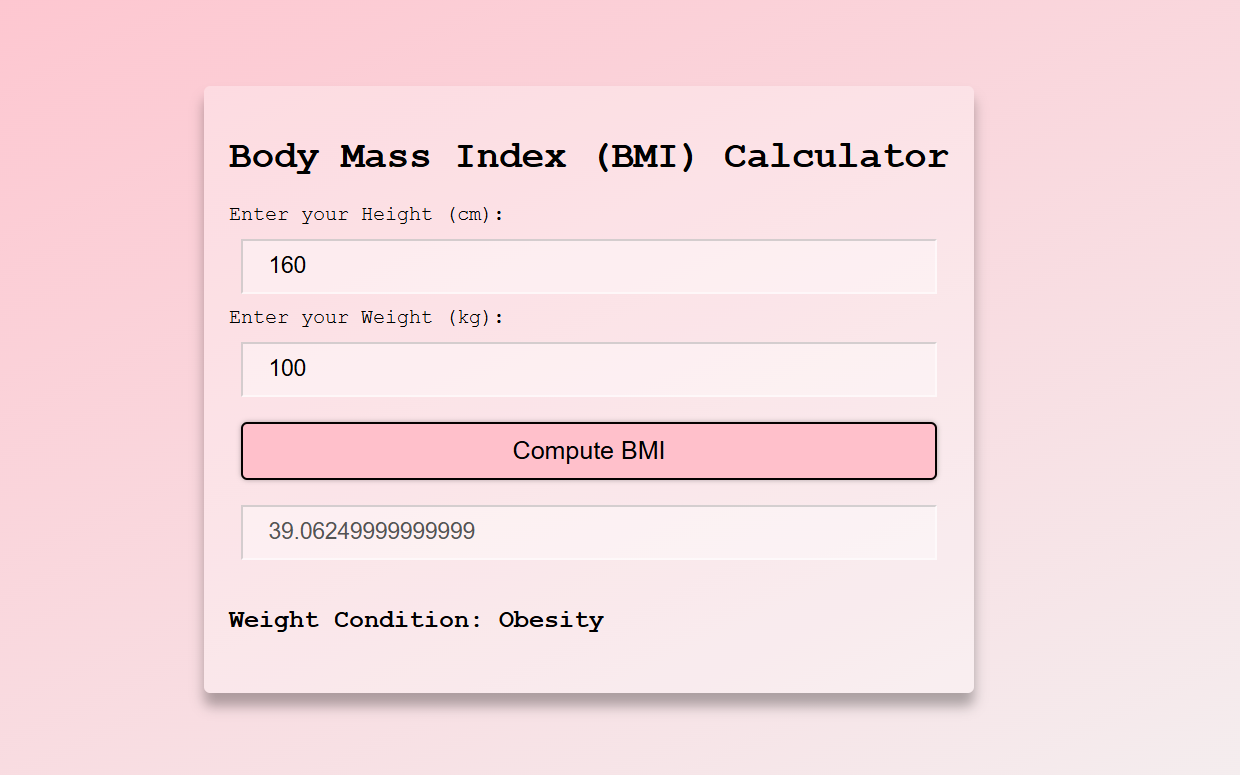 Body Mass Index (BMI) Calculator
Enter your Height (cm):
160
Enter your Weight (kg):
100
Compute BMI
39.06249999999999
Weight Condition: Obesity